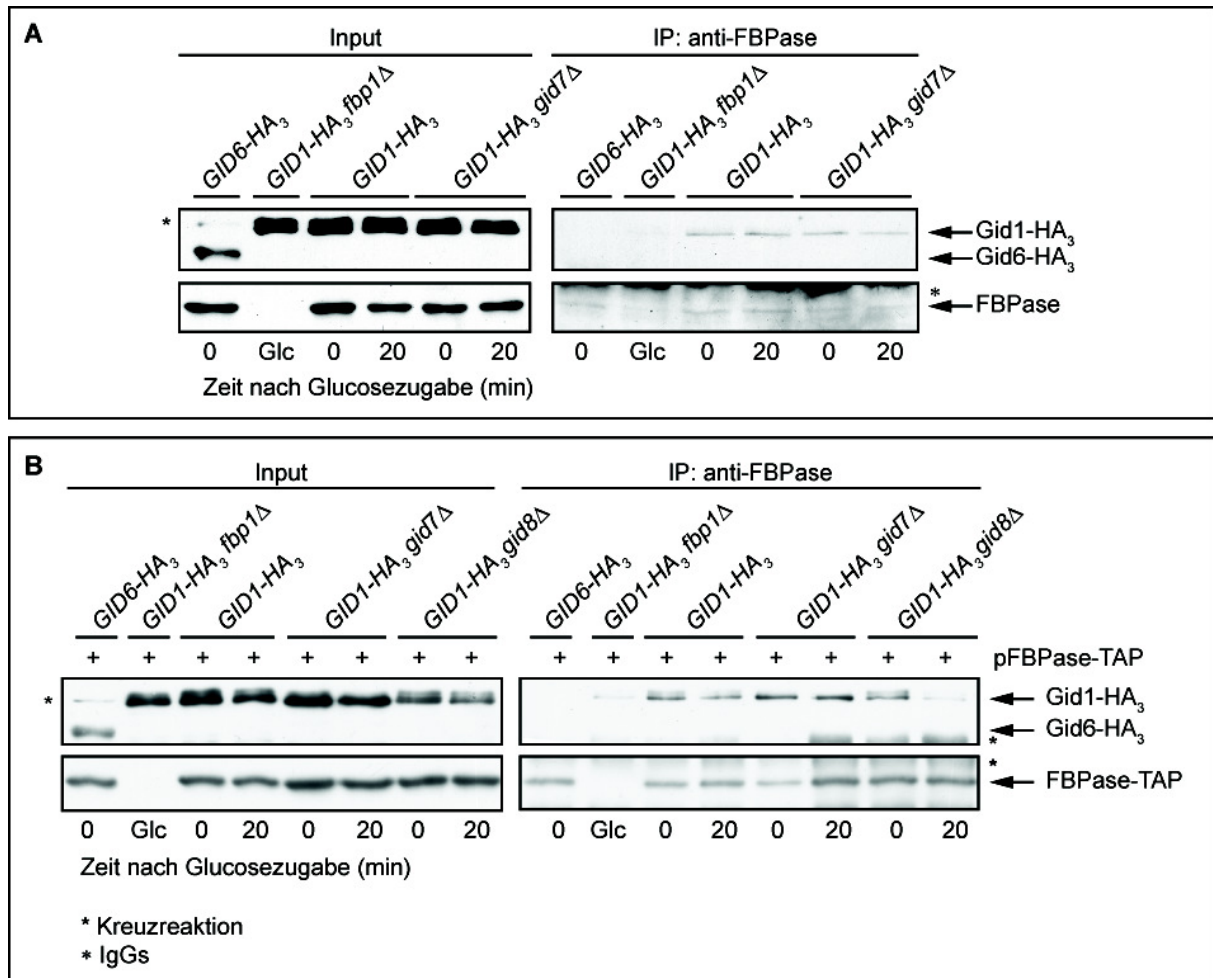 A
Input
IP: anti-FBPase
GID6-HA3
GID1-HA3 fbp1Δ
GID1-HA3
GID1-HA3 gid7Δ
GID6-HA3
GID1-HA3 fbp1Δ
GID1-HA3
GID1-HA3 gid7Δ
*
Gid1-HA3
Gid6-HA3
*
FBPase
0 Glc 0 20 0 20
0 Glc 0 20 0 20
Zeit nach Glucosezugabe (min)
B
Input
IP: anti-FBPase
GID6-HA3
GID1-HA3 fbp1Δ
GID1-HA3
GID1-HA3 gid7Δ
GID1-HA3 gid8Δ
GID6-HA3
GID1-HA3 fbp1Δ
GID1-HA3
GID1-HA3 gid7Δ
GID1-HA3 gid8Δ
+ + + + + + + +
+ + + + + + + +
pFBPase-TAP
*
Gid1-HA3
Gid6-HA3
*
*
FBPase-TAP
0 Glc 0 20 0 20 0 20
0 Glc 0 20 0 20 0 20
Zeit nach Glucosezugabe (min)
* Kreuzreaktion
* IgGs